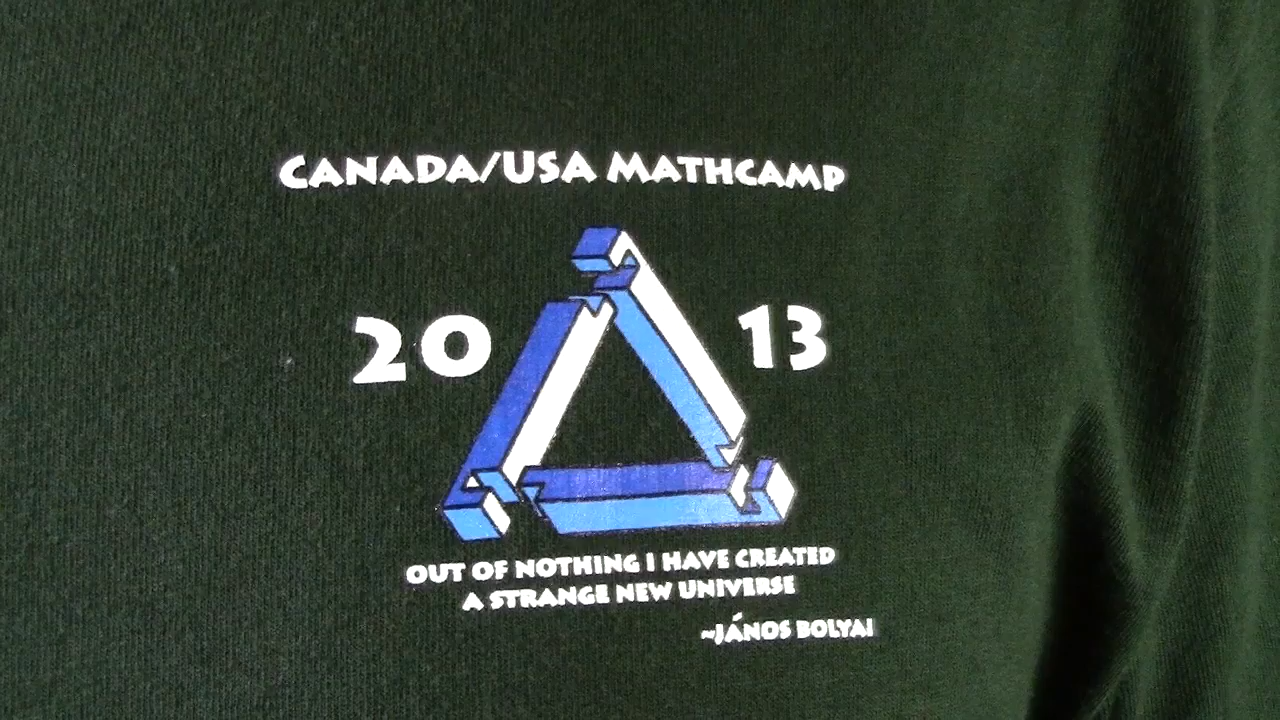 CANADA/USA MATHCAMP
20 13
OUT OF NOTHING I HAVE CREATED
A STRANGE NEW UNIVERSE
~JÁNOS BOLYAI